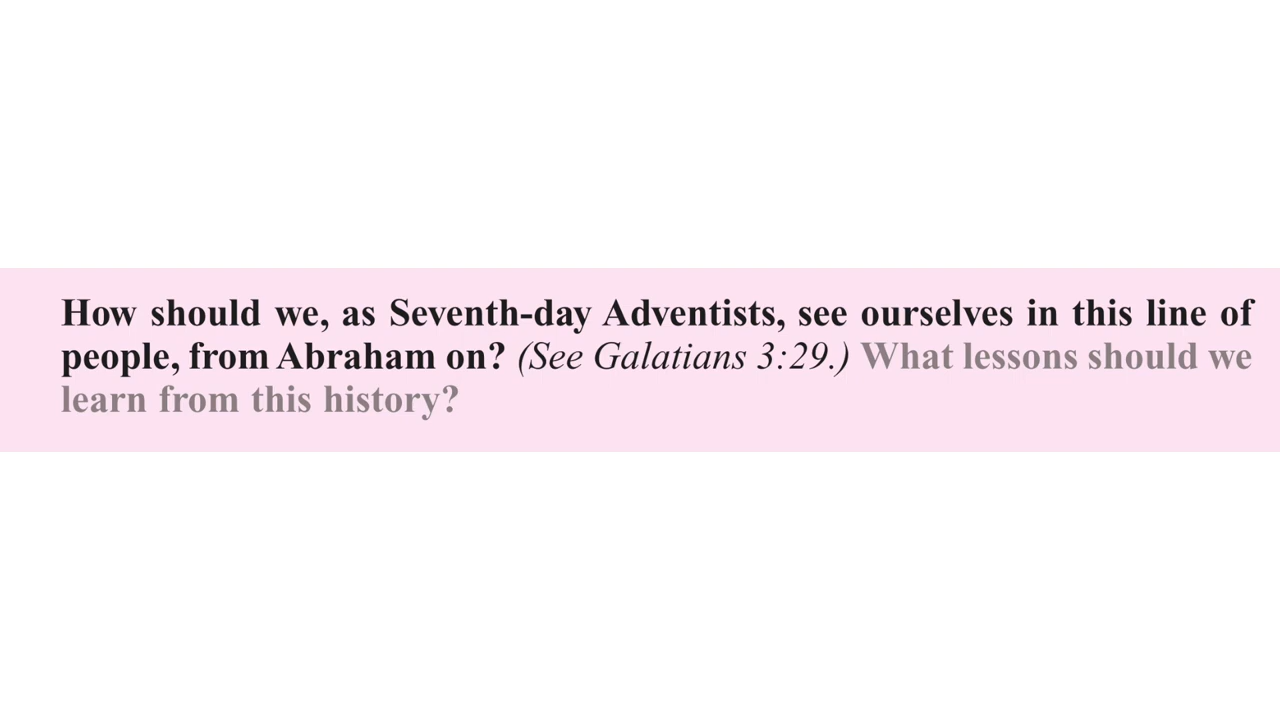 How should we, as Seventh-day Adventists, see ourselves in this line of
people, from Abraham on? (See Galatians 3:29.) What lessons should we
learn from this history?